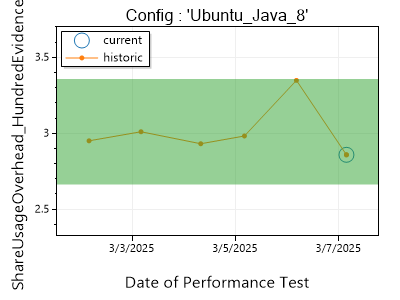 Config : 'Ubuntu_Java_8'
current
historic
3.5
3
2.5
ShareUsageOverhead_HundredEvidence
3/3/2025
3/5/2025
3/7/2025
Date of Performance Test